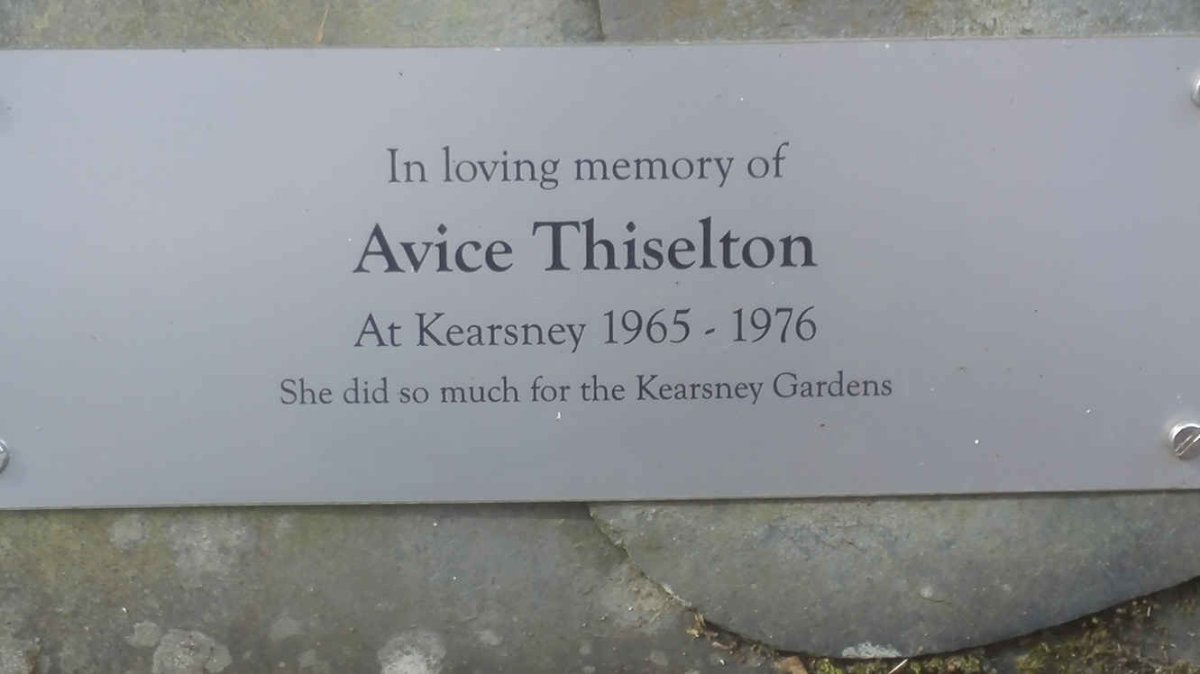 In loving memory of
Avice Thiselton
At Kearsney 1965 - 1976
She did so much for the Kearsney Gardens